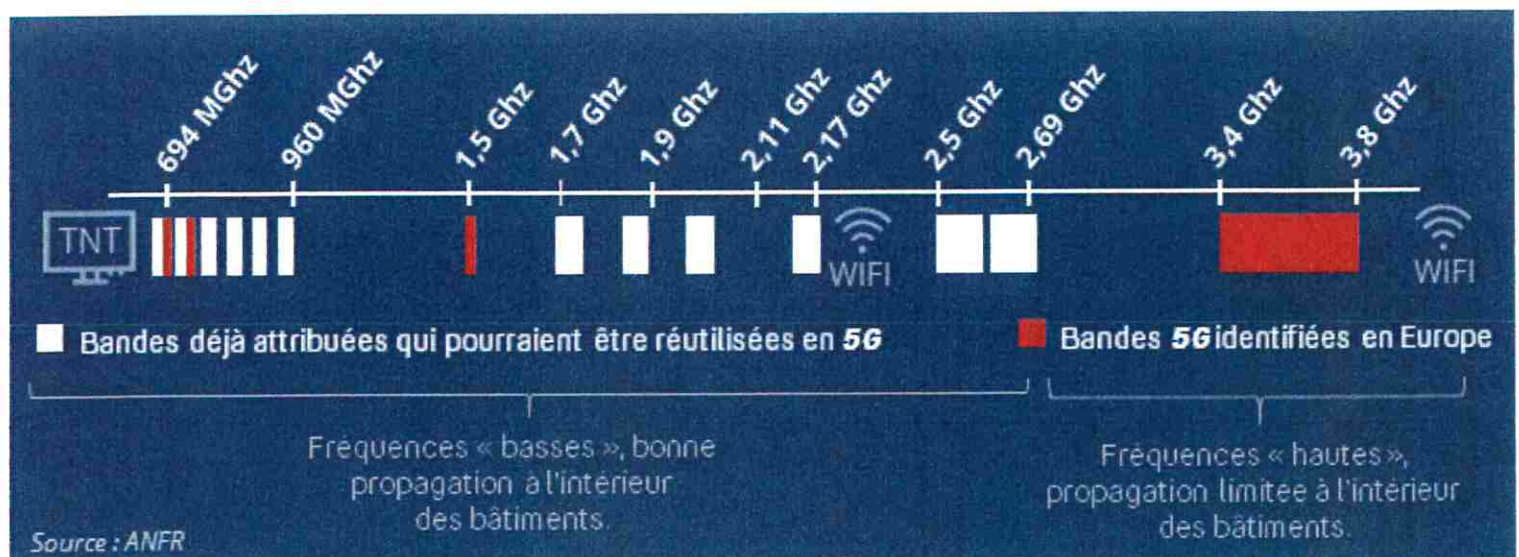 694 MGhz
960 MGhz
1,5 Ghz
1,7 Ghz
1,9 Ghz
2,11 Ghz
2,17 Ghz
2,5 Ghz
2,69 Ghz
3,4 Ghz
3,8 Ghz
TNT
WIFI
WIFI
Bandes déjà attribuées qui pourraient être réutilisées en 5G
Bandes 5G identifiées en Europe
Fréquences « basses », bonne
propagation à l'intérieur
des bâtiments.
Fréquences « hautes »,
propagation limitée à l'intérieur
des bâtiments.
Source : ANFR